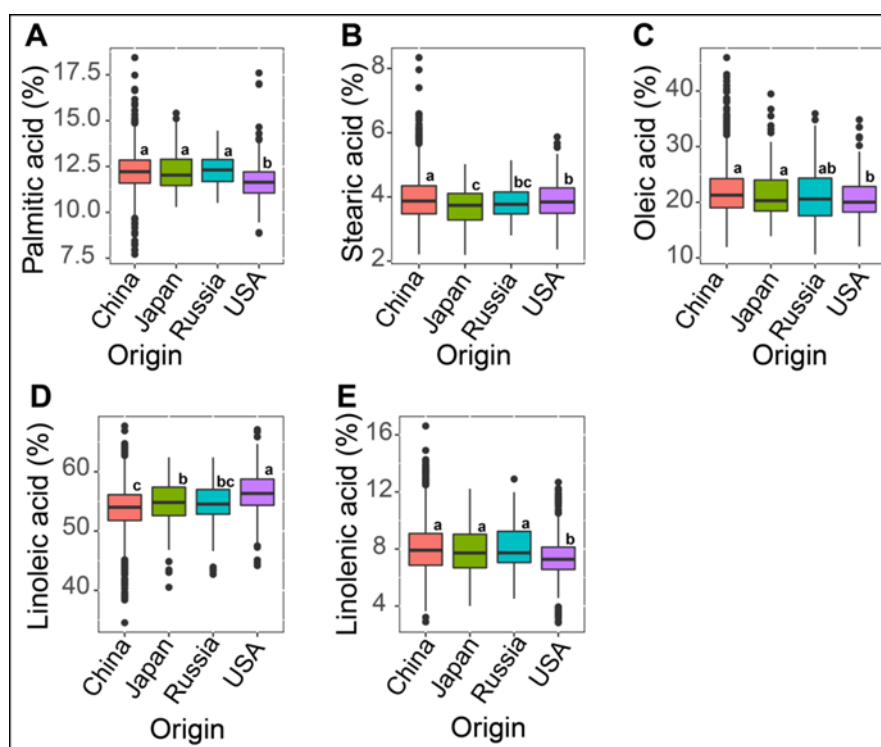 A
B
C
Palmitic acid (%)
17.5
15.0
12.5
10.0
7.5
a
a
a
b
China
Japan
Russia
USA
Origin
Stearic acid (%)
8
6
4
2
a
c
bc
b
China
Japan
Russia
USA
Origin
Oleic acid (%)
40
30
20
10
a
a
ab
b
China
Japan
Russia
USA
Origin
D
E
Linoleic acid (%)
60
50
40
c
b
bc
a
China
Japan
Russia
USA
Origin
Linolenic acid (%)
16
12
8
4
a
a
a
b
China
Japan
Russia
USA
Origin